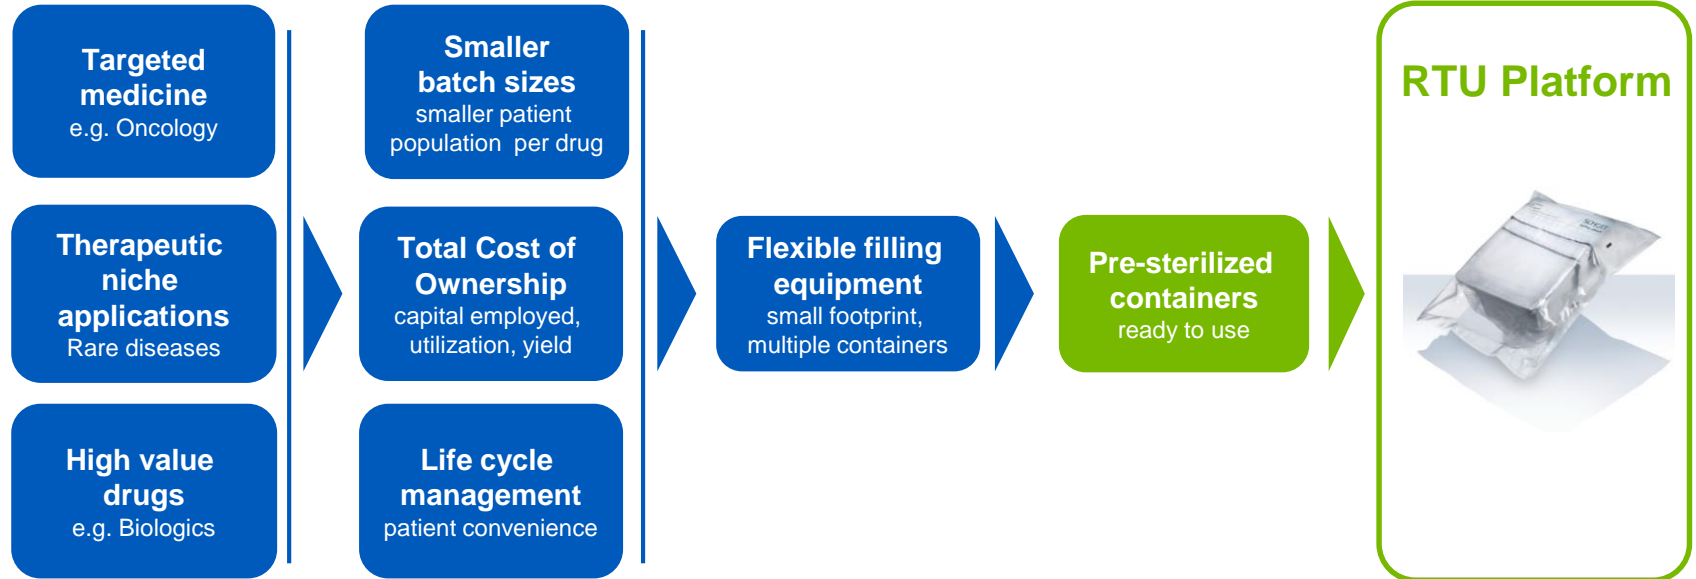 Targeted
medicine
e.g. Oncology
Therapeutic
niche
applications
Rare diseases
High value
drugs
e.g. Biologics
Smaller
batch sizes
smaller patient
population per drug
Total Cost of
Ownership
capital employed,
utilization, yield
Life cycle
management
patient convenience
Flexible filling
equipment
small footprint,
multiple containers
Pre-sterilized
containers
ready to use
RTU Platform
SCHOTT